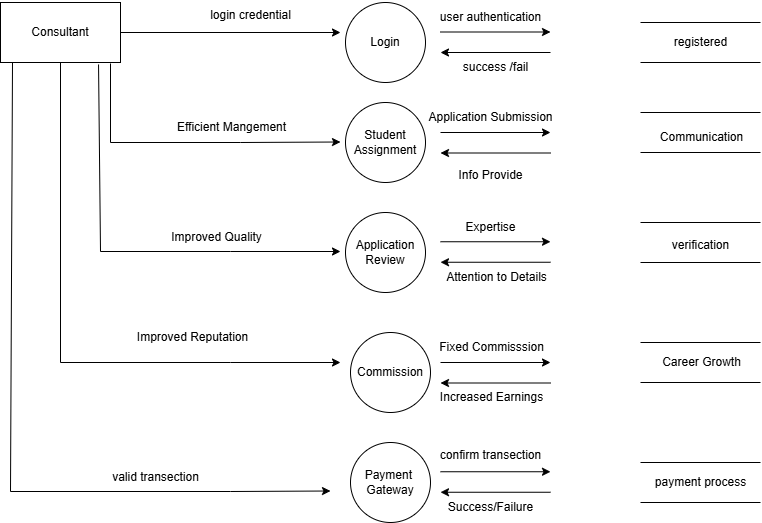 login credential
user authentication
Consultant
Login
registered
success /fail
Application Submission
Efficient Mangement
Student
Assignment
Communication
Info Provide
Expertise
Improved Quality
Application
Review
verification
Attention to Details
Improved Reputation
Fixed Commisssion
Career Growth
Commission
Increased Earnings
confirm transection
valid transection
Payment
Gateway
payment process
Success/Failure